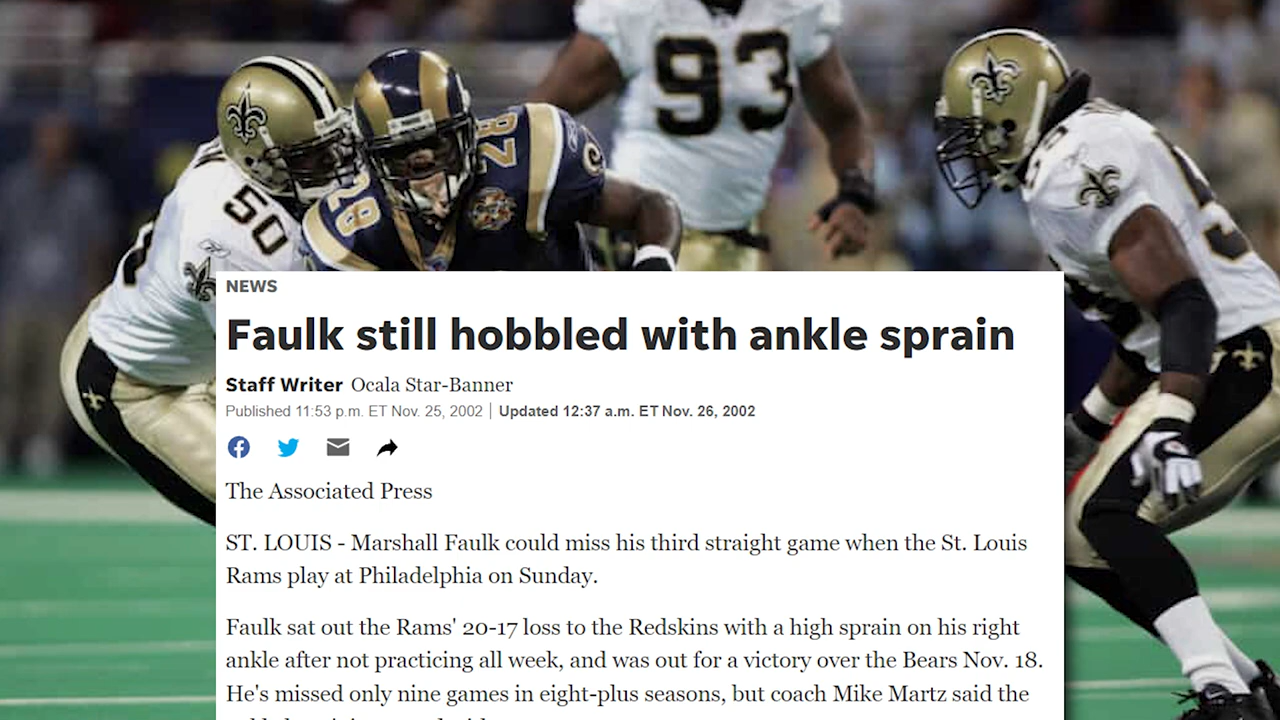 93
50
28
28
NEWS
Faulk still hobbled with ankle sprain
Staff Writer Ocala Star-Banner
Published 11:53 p.m. ET Nov. 25, 2002 | Updated 12:37 a.m. ET Nov. 26, 2002
The Associated Press
ST. LOUIS - Marshall Faulk could miss his third straight game when the St. Louis
Rams play at Philadelphia on Sunday.
Faulk sat out the Rams' 20-17 loss to the Redskins with a high sprain on his right
ankle after not practicing all week, and was out for a victory over the Bears Nov. 18.
He's missed only nine games in eight-plus seasons, but coach Mike Martz said the